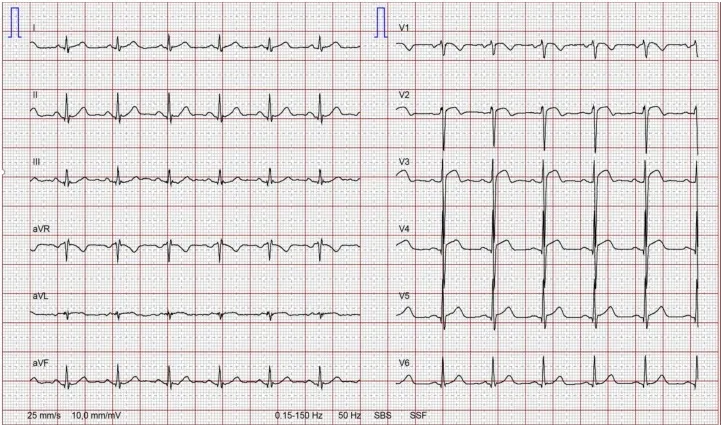 I
II
III
aVR
aVL
aVF
V1
V2
V3
V4
V5
V6
25 mm/s 10,0 mm/mV 0.15-150 Hz 50 Hz SBS SSF